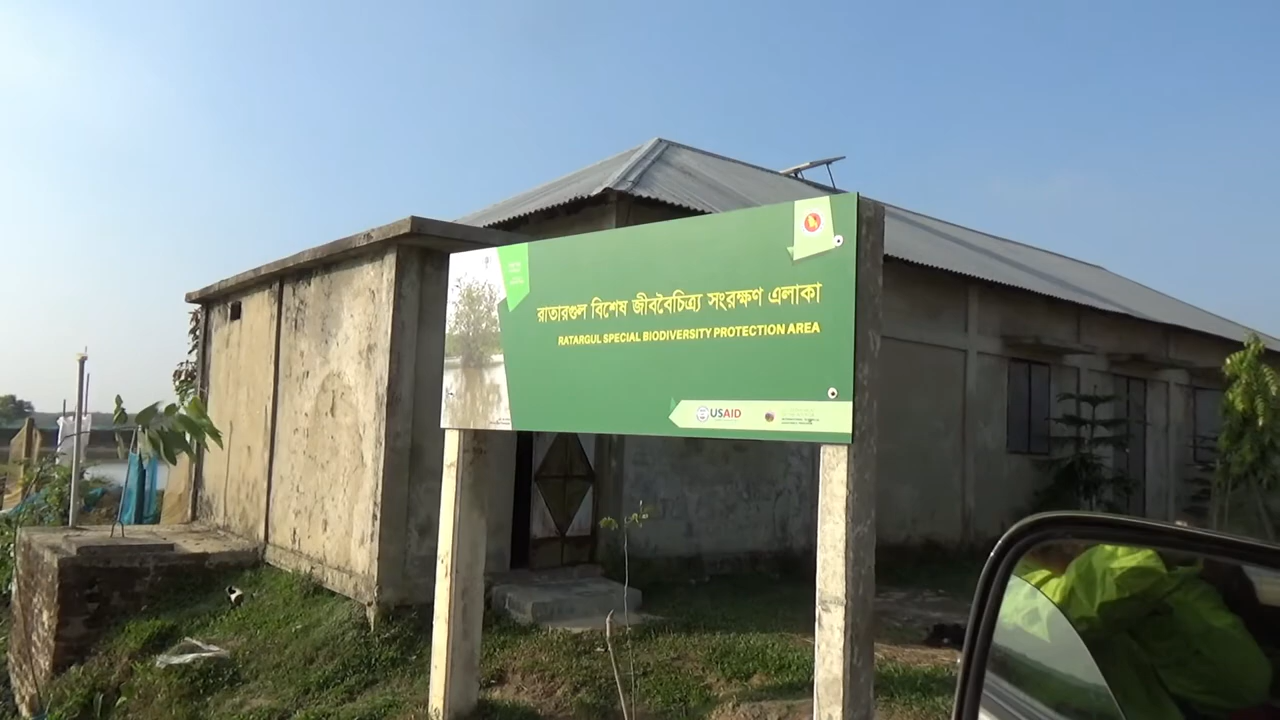 রাতারগুল বিশেষ জীববৈচিত্র্য সংরক্ষণ এলাকা
RATARGUL SPECIAL BIODIVERSITY PROTECTION AREA
USAID